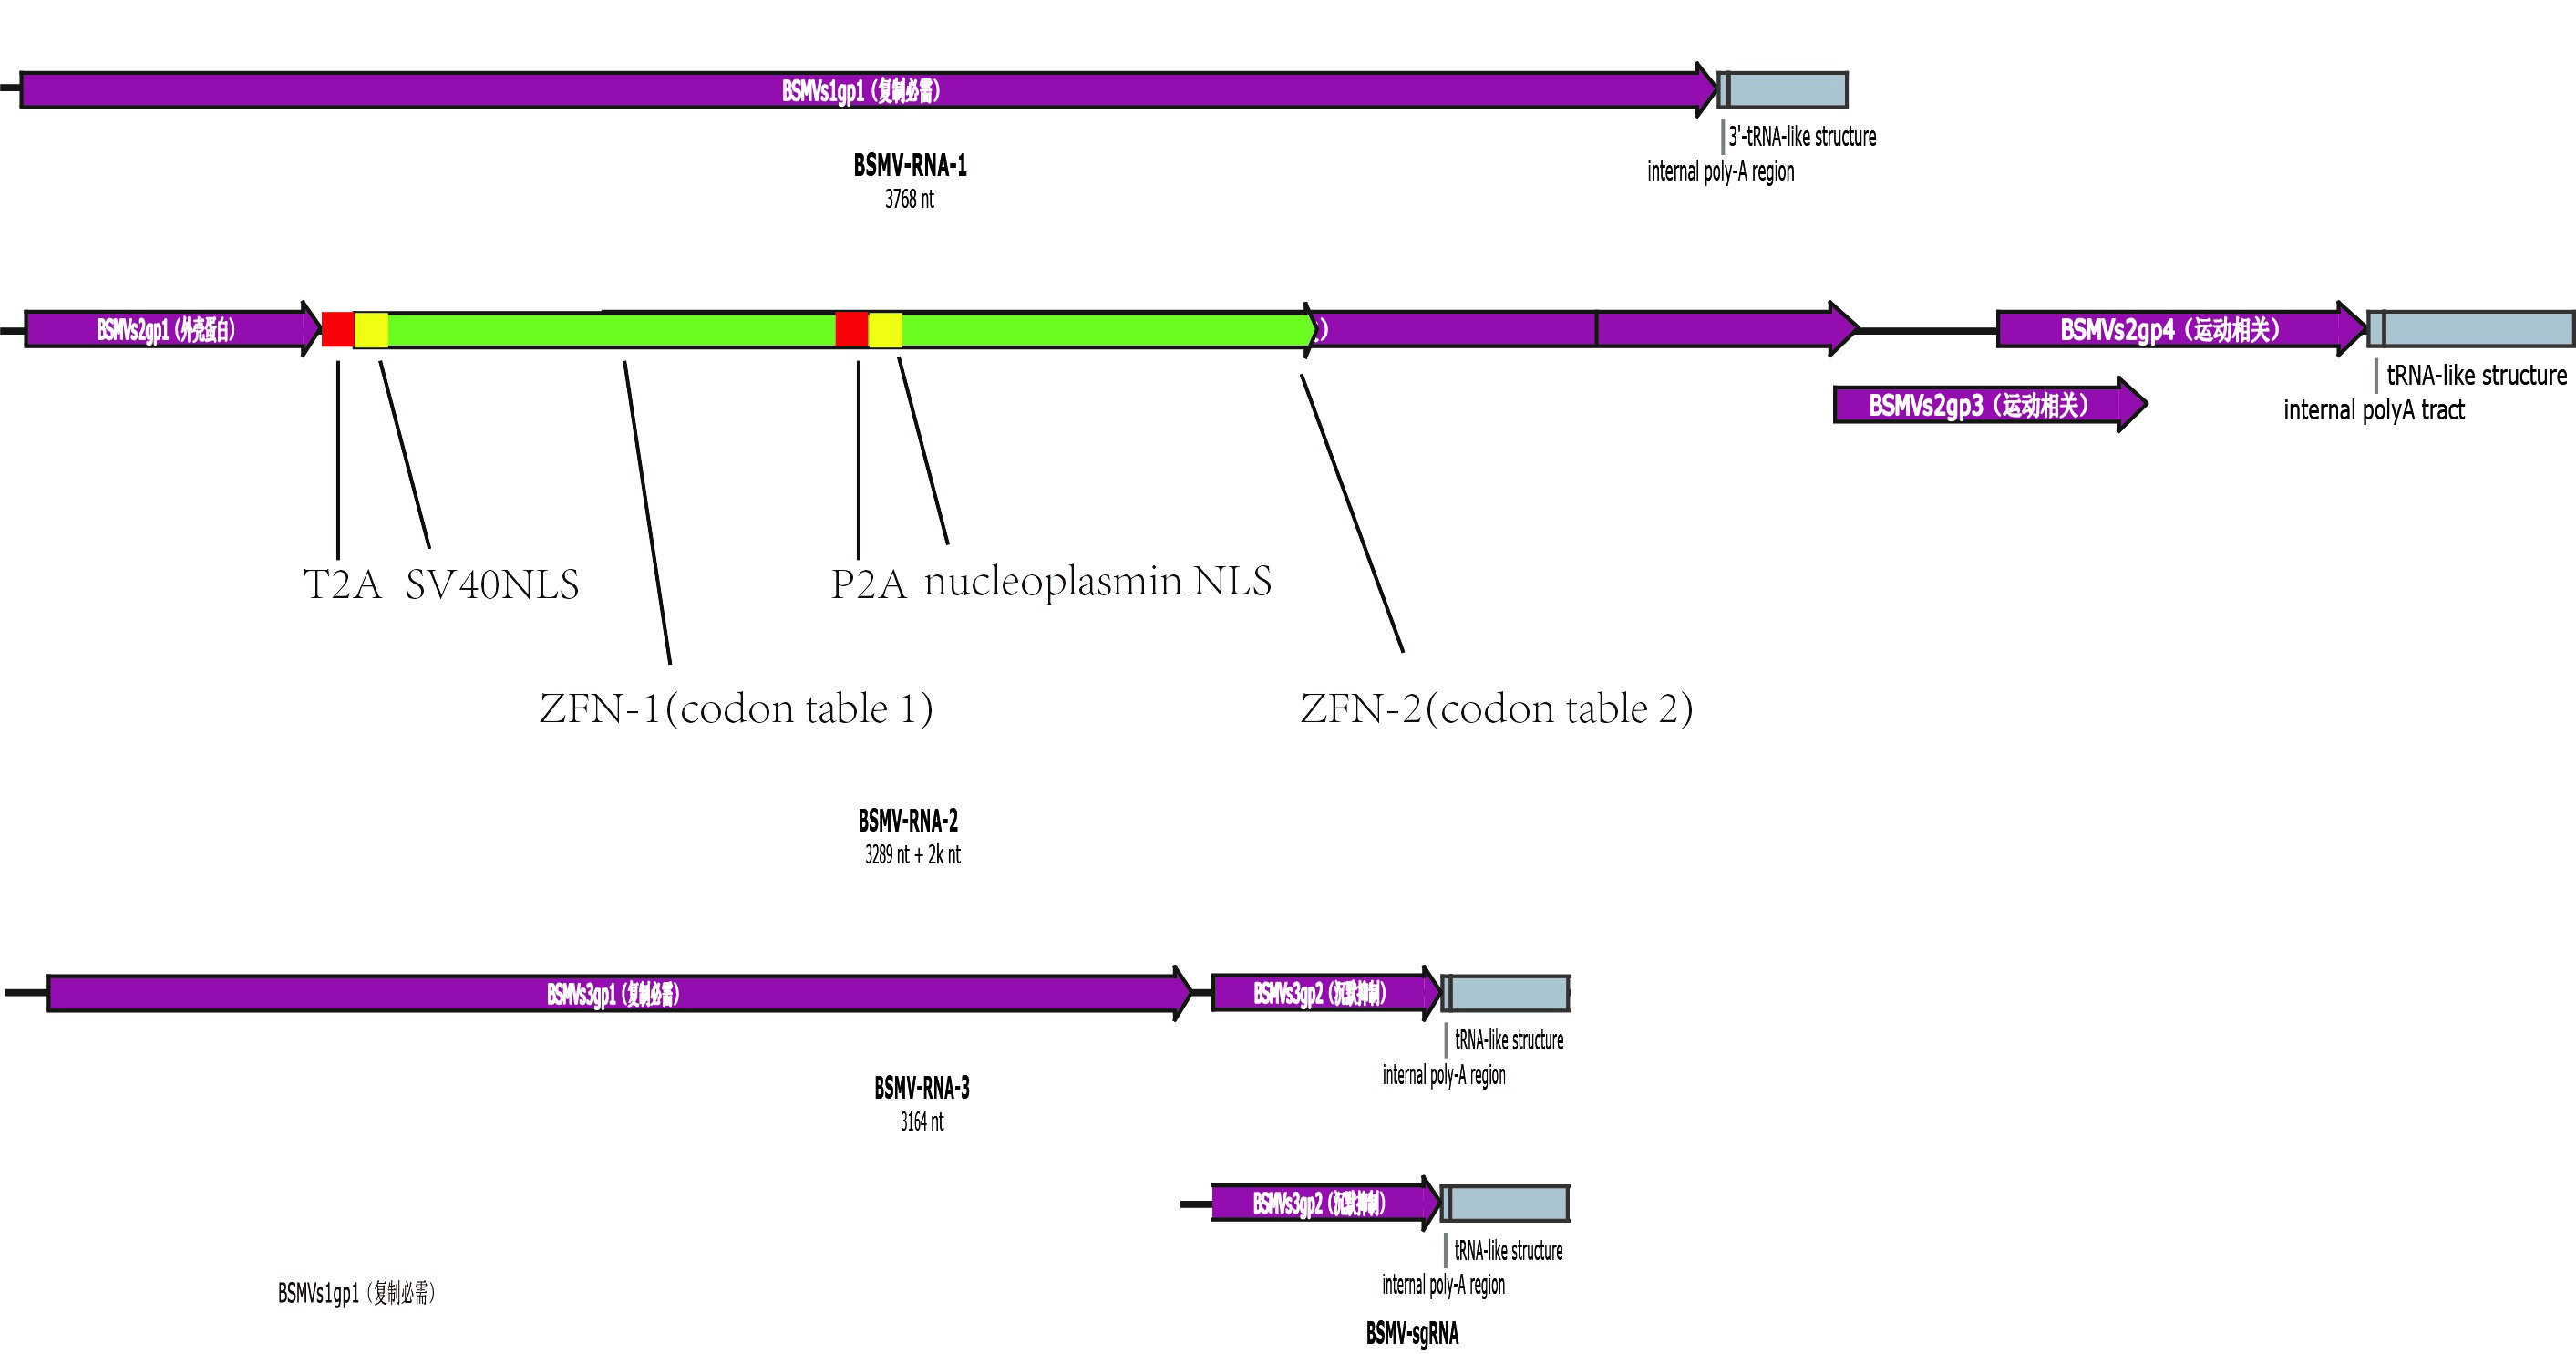 BSMVs1gp1（复制必需）
3'-tRNA-like structure
internal poly-A region
BSMV-RNA-1
3768 nt
BSMVs2gp1（外壳蛋白）
）
BSMVs2gp4（运动相关）
tRNA-like structure
BSMVs2gp3（运动相关）
internal polyA tract
T2A SV40NLS
P2A nucleoplasmin NLS
ZFN-1(codon table 1)
ZFN-2(codon table 2)
BSMV-RNA-2
3289 nt + 2k nt
BSMVs3gp1（复制必需）
BSMVs3gp2（沉默抑制）
tRNA-like structure
internal poly-A region
BSMV-RNA-3
3164 nt
BSMVs3gp2（沉默抑制）
tRNA-like structure
internal poly-A region
BSMVs1gp1（复制必需）
BSMV-sgRNA